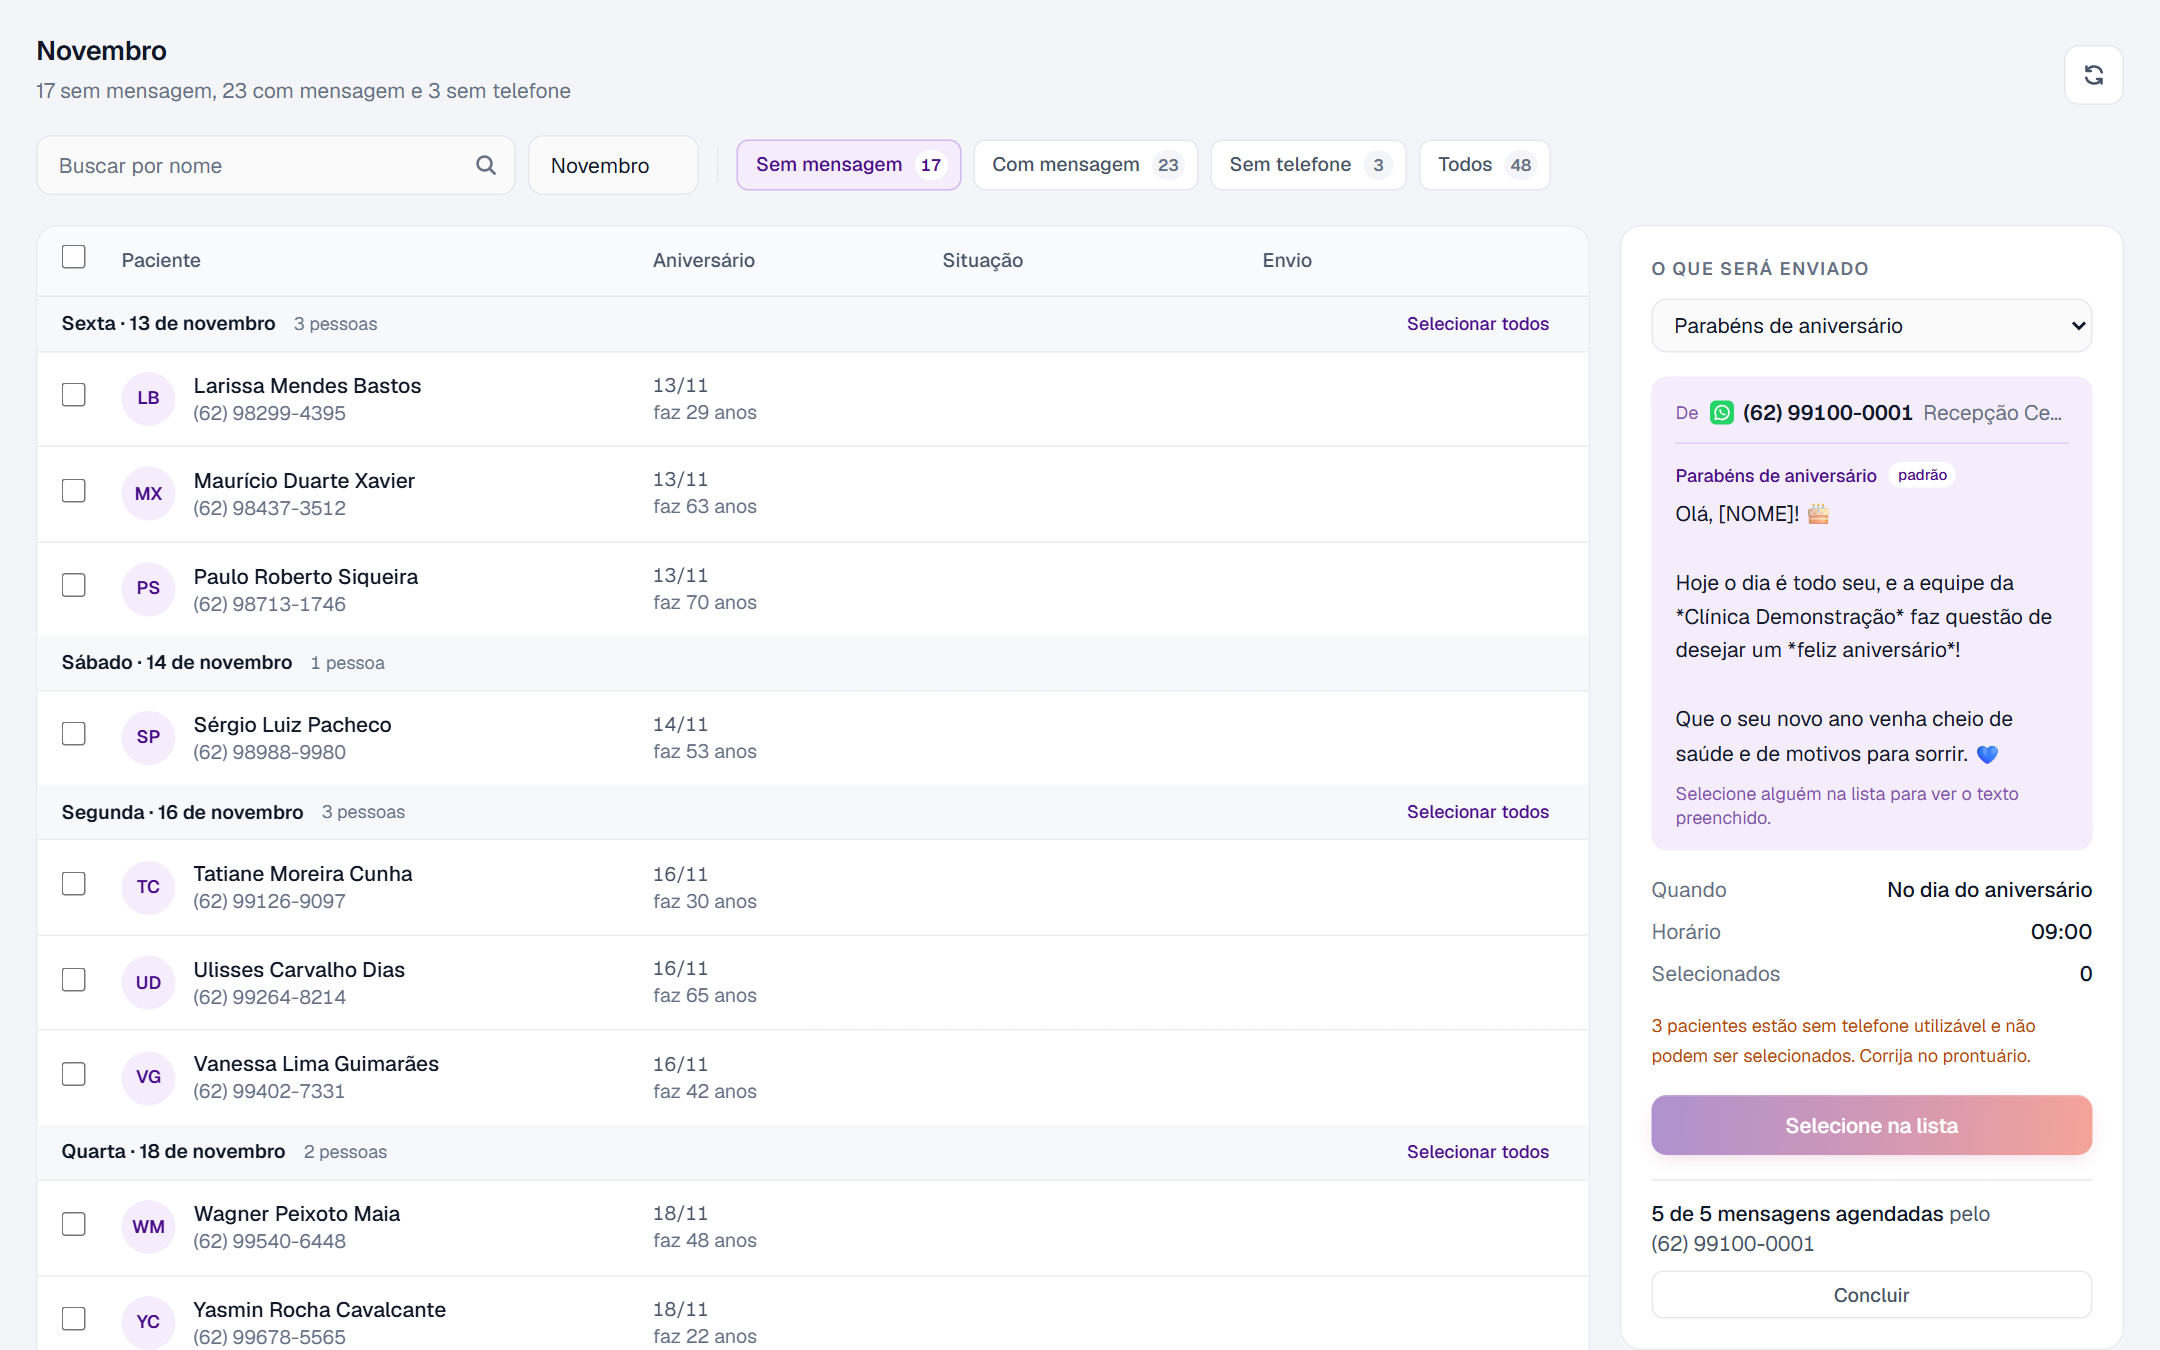 Novembro
17 sem mensagem, 23 com mensagem e 3 sem telefone
Buscar por nome
Novembro
Sem mensagem 17
Com mensagem 23
Sem telefone 3
Todos 48
Paciente Aniversário Situação Envio
Sexta · 13 de novembro 3 pessoas Selecionar todos
LB Larissa Mendes Bastos 13/11
(62) 98299-4395 faz 29 anos
MX Maurício Duarte Xavier 13/11
(62) 98437-3512 faz 63 anos
PS Paulo Roberto Siqueira 13/11
(62) 98713-1746 faz 70 anos
Sábado · 14 de novembro 1 pessoa
SP Sérgio Luiz Pacheco 14/11
(62) 98988-9980 faz 53 anos
Segunda · 16 de novembro 3 pessoas Selecionar todos
TC Tatiane Moreira Cunha 16/11
(62) 99126-9097 faz 30 anos
UD Ulisses Carvalho Dias 16/11
(62) 99264-8214 faz 65 anos
VG Vanessa Lima Guimarães 16/11
(62) 99402-7331 faz 42 anos
Quarta · 18 de novembro 2 pessoas Selecionar todos
WM Wagner Peixoto Maia 18/11
(62) 99540-6448 faz 48 anos
YC Yasmin Rocha Cavalcante 18/11
(62) 99678-5565 faz 22 anos
O QUE SERÁ ENVIADO
Parabéns de aniversário
De (62) 99100-0001 Recepção Ce...
Parabéns de aniversário padrão
Olá, [NOME]! 🎂
Hoje o dia é todo seu, e a equipe da
*Clínica Demonstração* faz questão de
desejar um *feliz aniversário*!
Que o seu novo ano venha cheio de
saúde e de motivos para sorrir. 💙
Selecione alguém na lista para ver o texto
preenchido.
Quando No dia do aniversário
Horário 09:00
Selecionados 0
3 pacientes estão sem telefone utilizável e não
podem ser selecionados. Corrija no prontuário.
Selecione na lista
5 de 5 mensagens agendadas pelo
(62) 99100-0001
Concluir